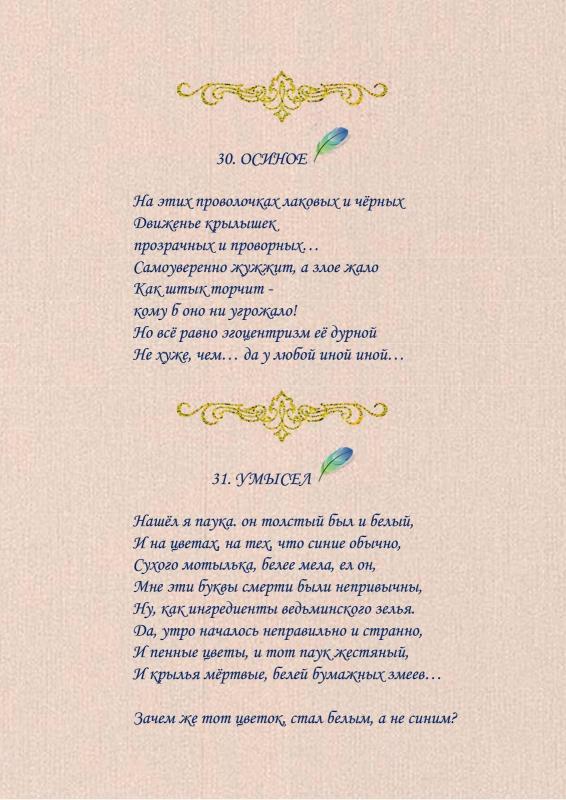 30. ОСИНОЕ
На этих проволочках лаковых и чёрных
Движенье крылышек
прозрачных и проворных…
Самоуверенно жужжит, а злое жало
Как штык торчит -
кому б оно ни угрожало!
Но всё равно эгоцентризм её дурной
Не хуже, чем… да у любой иной иной…
31. УМЫСЕЛ
Нашёл я паука. он толстый был и белый,
И на цветах, на тех, что синие обычно,
Сухого мотылька, белее мела, ел он,
Мне эти буквы смерти были непривычны,
Ну, как ингредиенты ведьминского зелья.
Да, утро началось неправильно и странно,
И пенные цветы, и тот паук жестяный,
И крылья мёртвые, белей бумажных змеев…
Зачем же тот цветок, стал белым, а не синим?